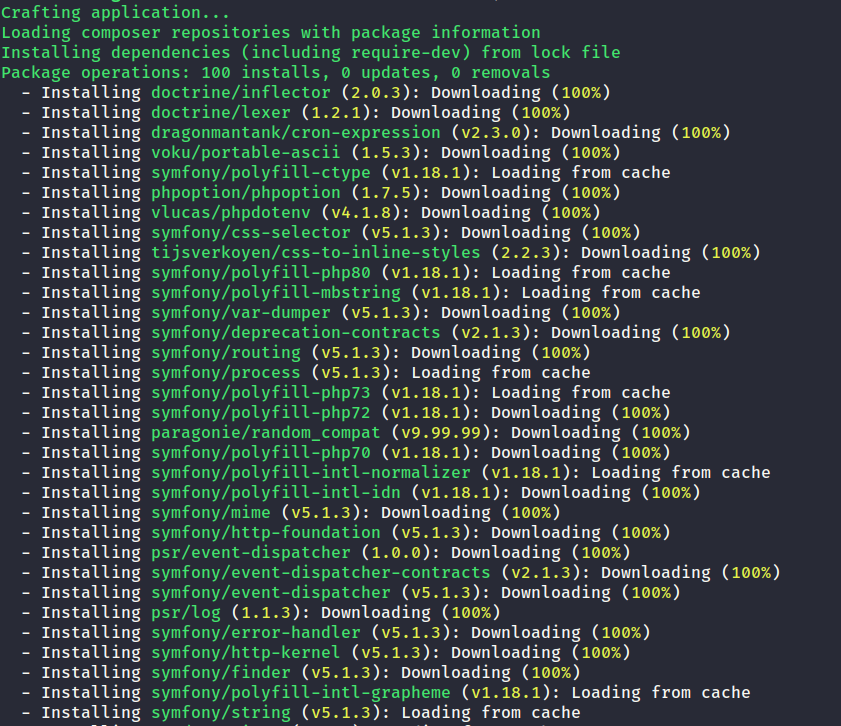 Crafting application...
Loading composer repositories with package information
Installing dependencies (including require-dev) from lock file
Package operations: 100 installs, 0 updates, 0 removals
  - Installing doctrine/inflector (2.0.3): Downloading (100%)
  - Installing doctrine/lexer (1.2.1): Downloading (100%)
  - Installing dragonmantank/cron-expression (v2.3.0): Downloading (100%)
  - Installing voku/portable-ascii (1.5.3): Downloading (100%)
  - Installing symfony/polyfill-ctype (v1.18.1): Loading from cache
  - Installing phpoption/phpoption (1.7.5): Downloading (100%)
  - Installing vlucas/phpdotenv (v4.1.8): Downloading (100%)
  - Installing symfony/css-selector (v5.1.3): Downloading (100%)
  - Installing tijsverkoyen/css-to-inline-styles (2.2.3): Downloading (100%)
  - Installing symfony/polyfill-php80 (v1.18.1): Loading from cache
  - Installing symfony/polyfill-mbstring (v1.18.1): Loading from cache
  - Installing symfony/var-dumper (v5.1.3): Downloading (100%)
  - Installing symfony/deprecation-contracts (v2.1.3): Downloading (100%)
  - Installing symfony/routing (v5.1.3): Downloading (100%)
  - Installing symfony/process (v5.1.3): Loading from cache
  - Installing symfony/polyfill-php73 (v1.18.1): Loading from cache
  - Installing symfony/polyfill-php72 (v1.18.1): Downloading (100%)
  - Installing paragonie/random_compat (v9.99.99): Downloading (100%)
  - Installing symfony/polyfill-php70 (v1.18.1): Downloading (100%)
  - Installing symfony/polyfill-intl-normalizer (v1.18.1): Loading from cache
  - Installing symfony/polyfill-intl-idn (v1.18.1): Downloading (100%)
  - Installing symfony/mime (v5.1.3): Downloading (100%)
  - Installing symfony/http-foundation (v5.1.3): Downloading (100%)
  - Installing psr/event-dispatcher (1.0.0): Downloading (100%)
  - Installing symfony/event-dispatcher-contracts (v2.1.3): Downloading (100%)
  - Installing symfony/event-dispatcher (v5.1.3): Downloading (100%)
  - Installing psr/log (1.1.3): Downloading (100%)
  - Installing symfony/error-handler (v5.1.3): Downloading (100%)
  - Installing symfony/http-kernel (v5.1.3): Downloading (100%)
  - Installing symfony/finder (v5.1.3): Downloading (100%)
  - Installing symfony/polyfill-intl-grapheme (v1.18.1): Loading from cache
  - Installing symfony/string (v5.1.3): Loading from cache